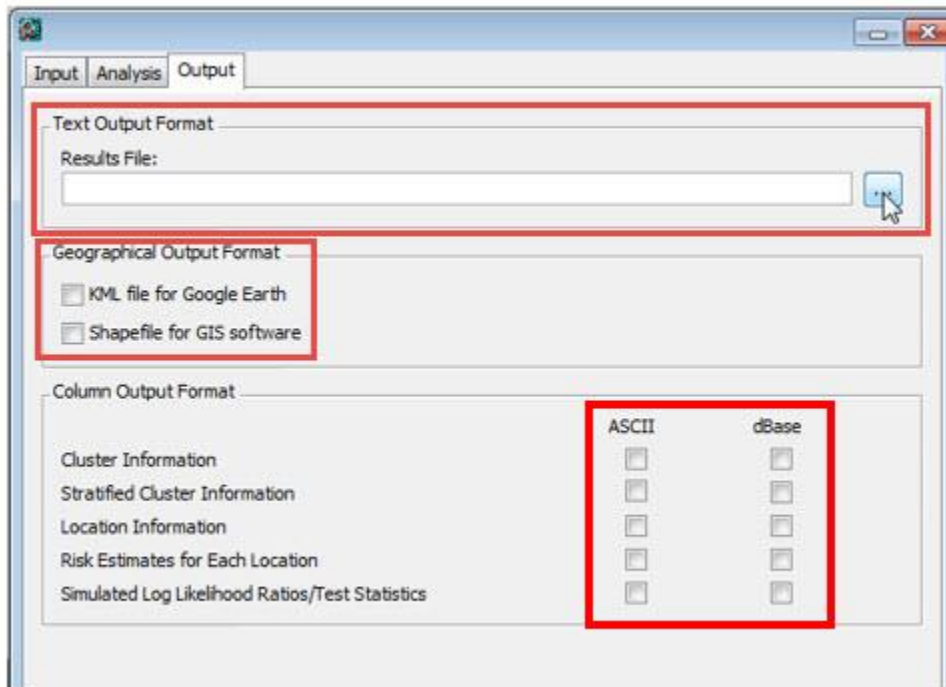 Input Analysis Output
Text Output Format
Results File:
...
Geographical Output Format
KML file for Google Earth
Shapefile for GIS software
Column Output Format
ASCII dBase
Cluster Information
Stratified Cluster Information
Location Information
Risk Estimates for Each Location
Simulated Log Likelihood Ratios/Test Statistics